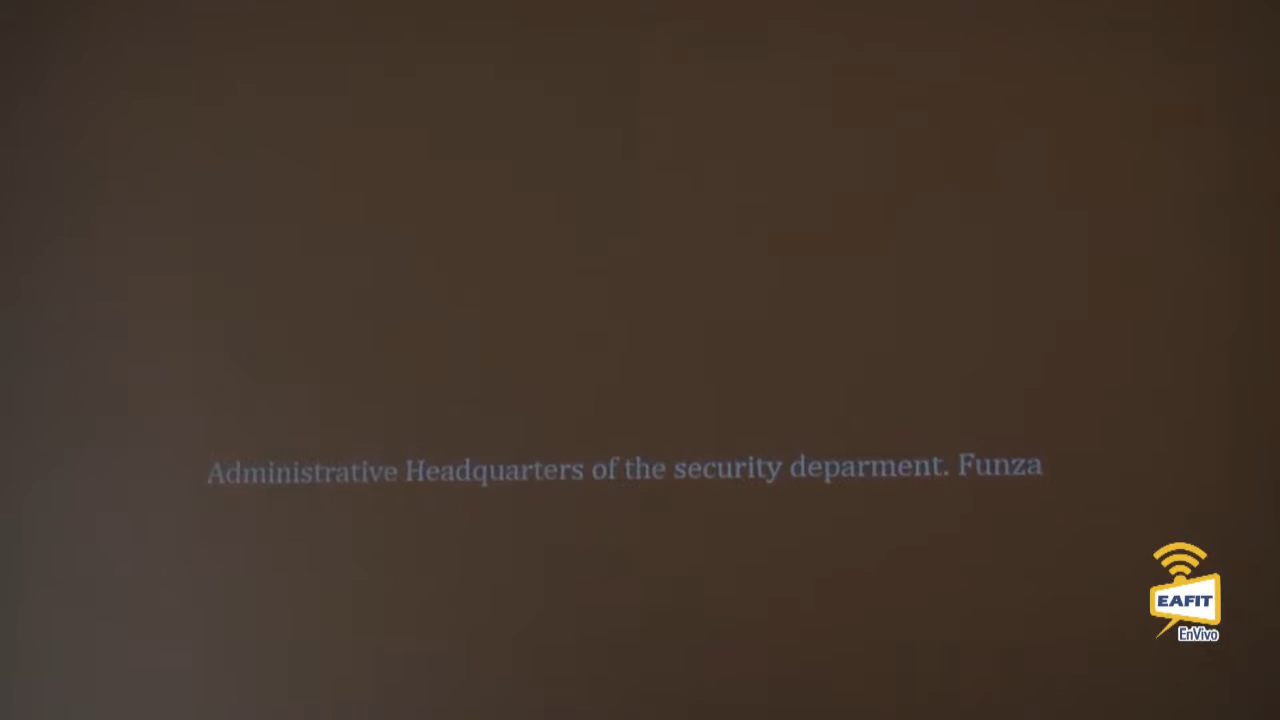 Administrative Headquarters of the security deparment. Funza
EAFIT
EnVivo